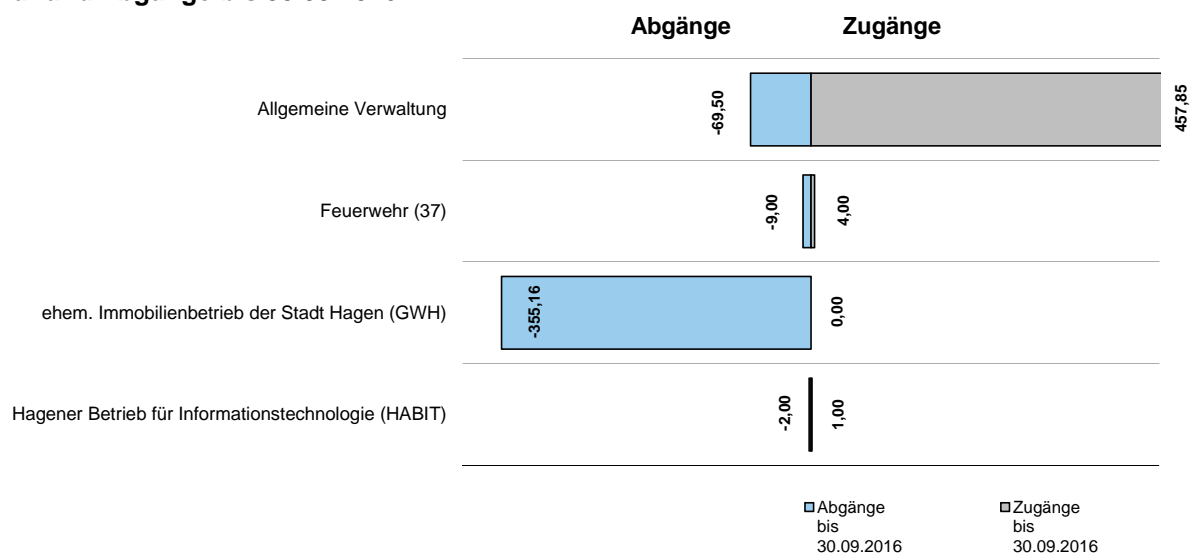 Abgänge Zugänge
Allgemeine Verwaltung
-69,50
457,85
Feuerwehr (37)
-9,00
4,00
ehem. Immobilienbetrieb der Stadt Hagen (GWH)
-355,16
0,00
Hagener Betrieb für Informationstechnologie (HABIT)
-2,00
1,00
Abgänge
bis
30.09.2016
Zugänge
bis
30.09.2016